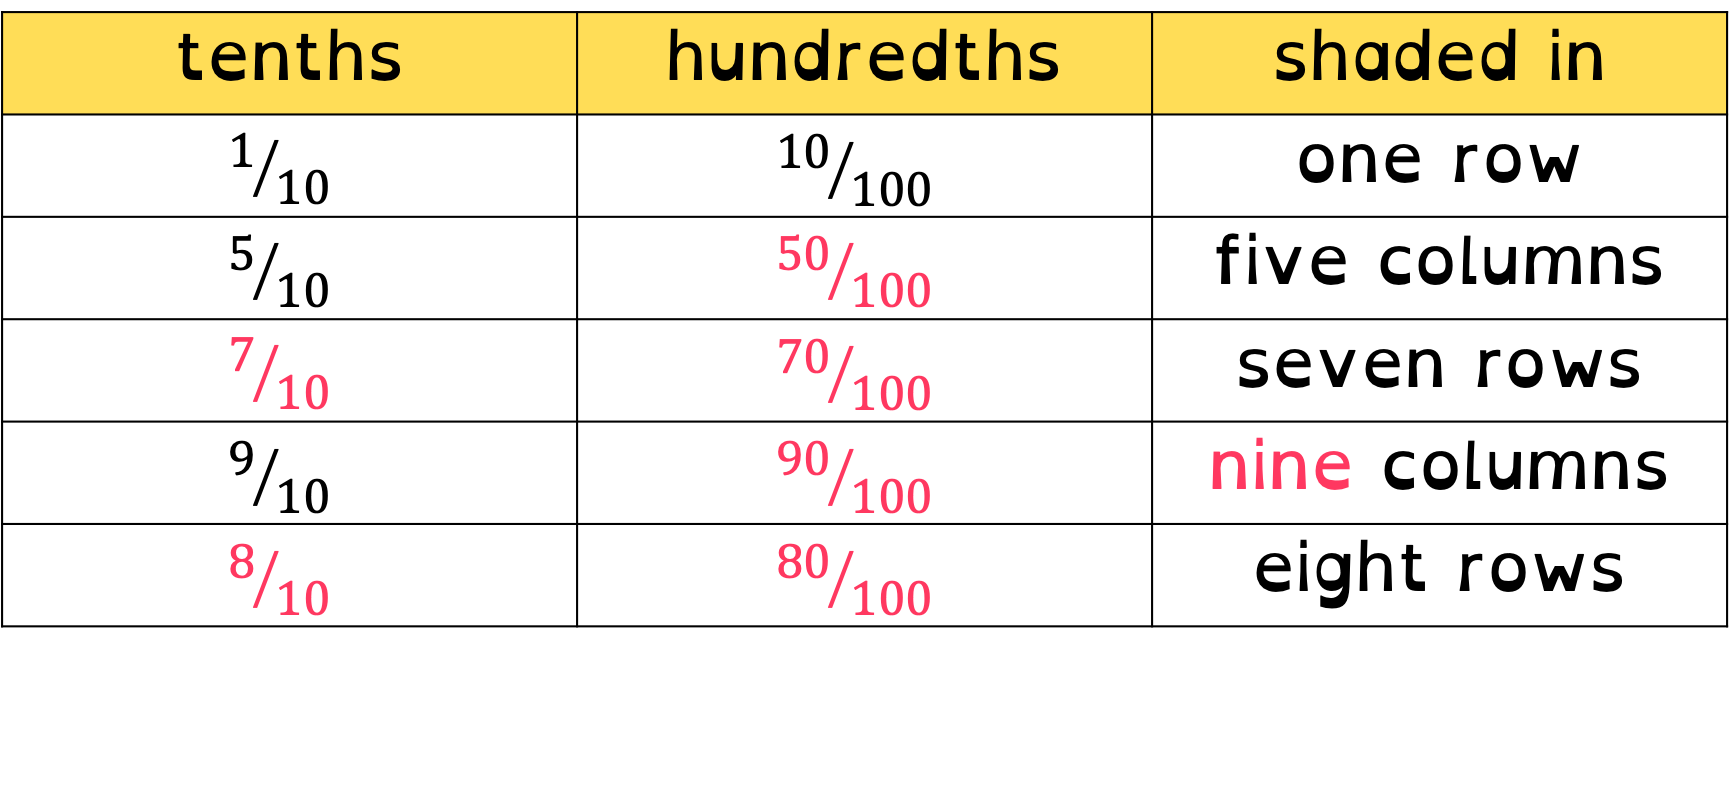 tenths hundredths shaded in
1/10 10/100 one row
5/10 50/100 five columns
7/10 70/100 seven rows
9/10 90/100 nine columns
8/10 80/100 eight rows